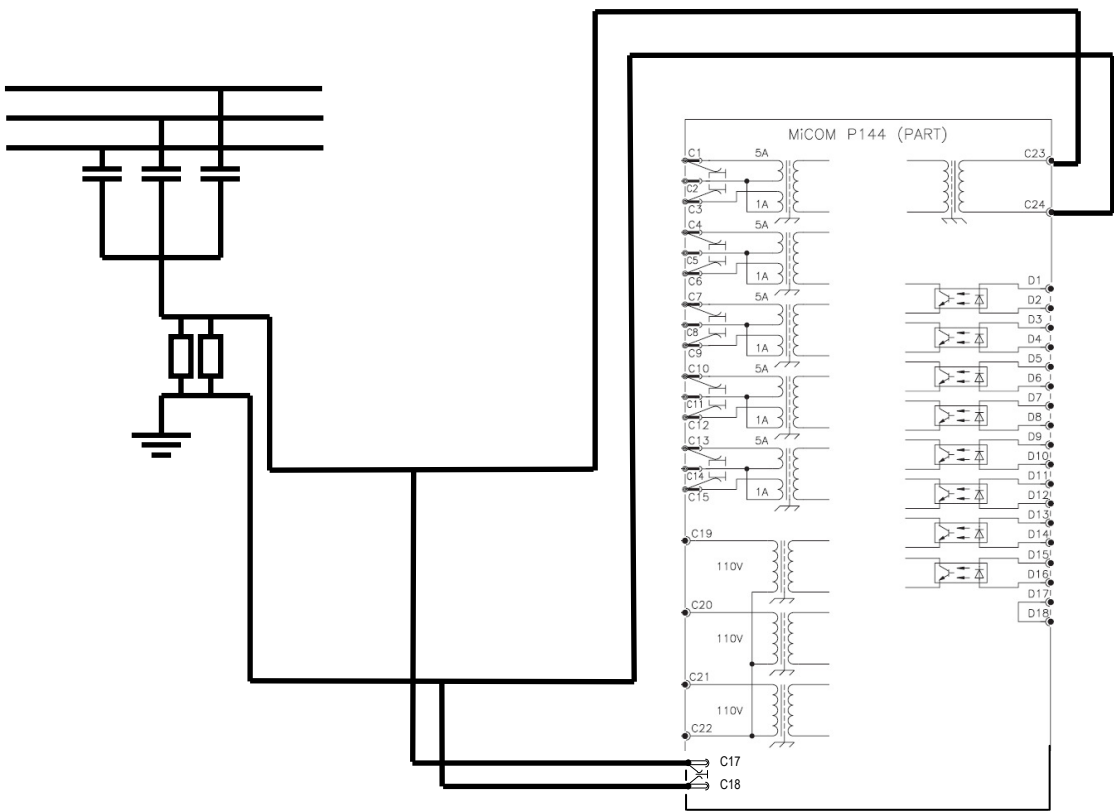 MiCOM P144 (PART)
C1
5A
C2
1A
C3
C4
5A
C5
1A
C6
C7
5A
C8
1A
C9
C10
5A
C11
1A
C12
C13
5A
C14
1A
C15
C19
110V
C20
110V
C21
110V
C22
C17
C18
C23
C24
D1
D2
D3
D4
D5
D6
D7
D8
D9
D10
D11
D12
D13
D14
D15
D16
D17
D18